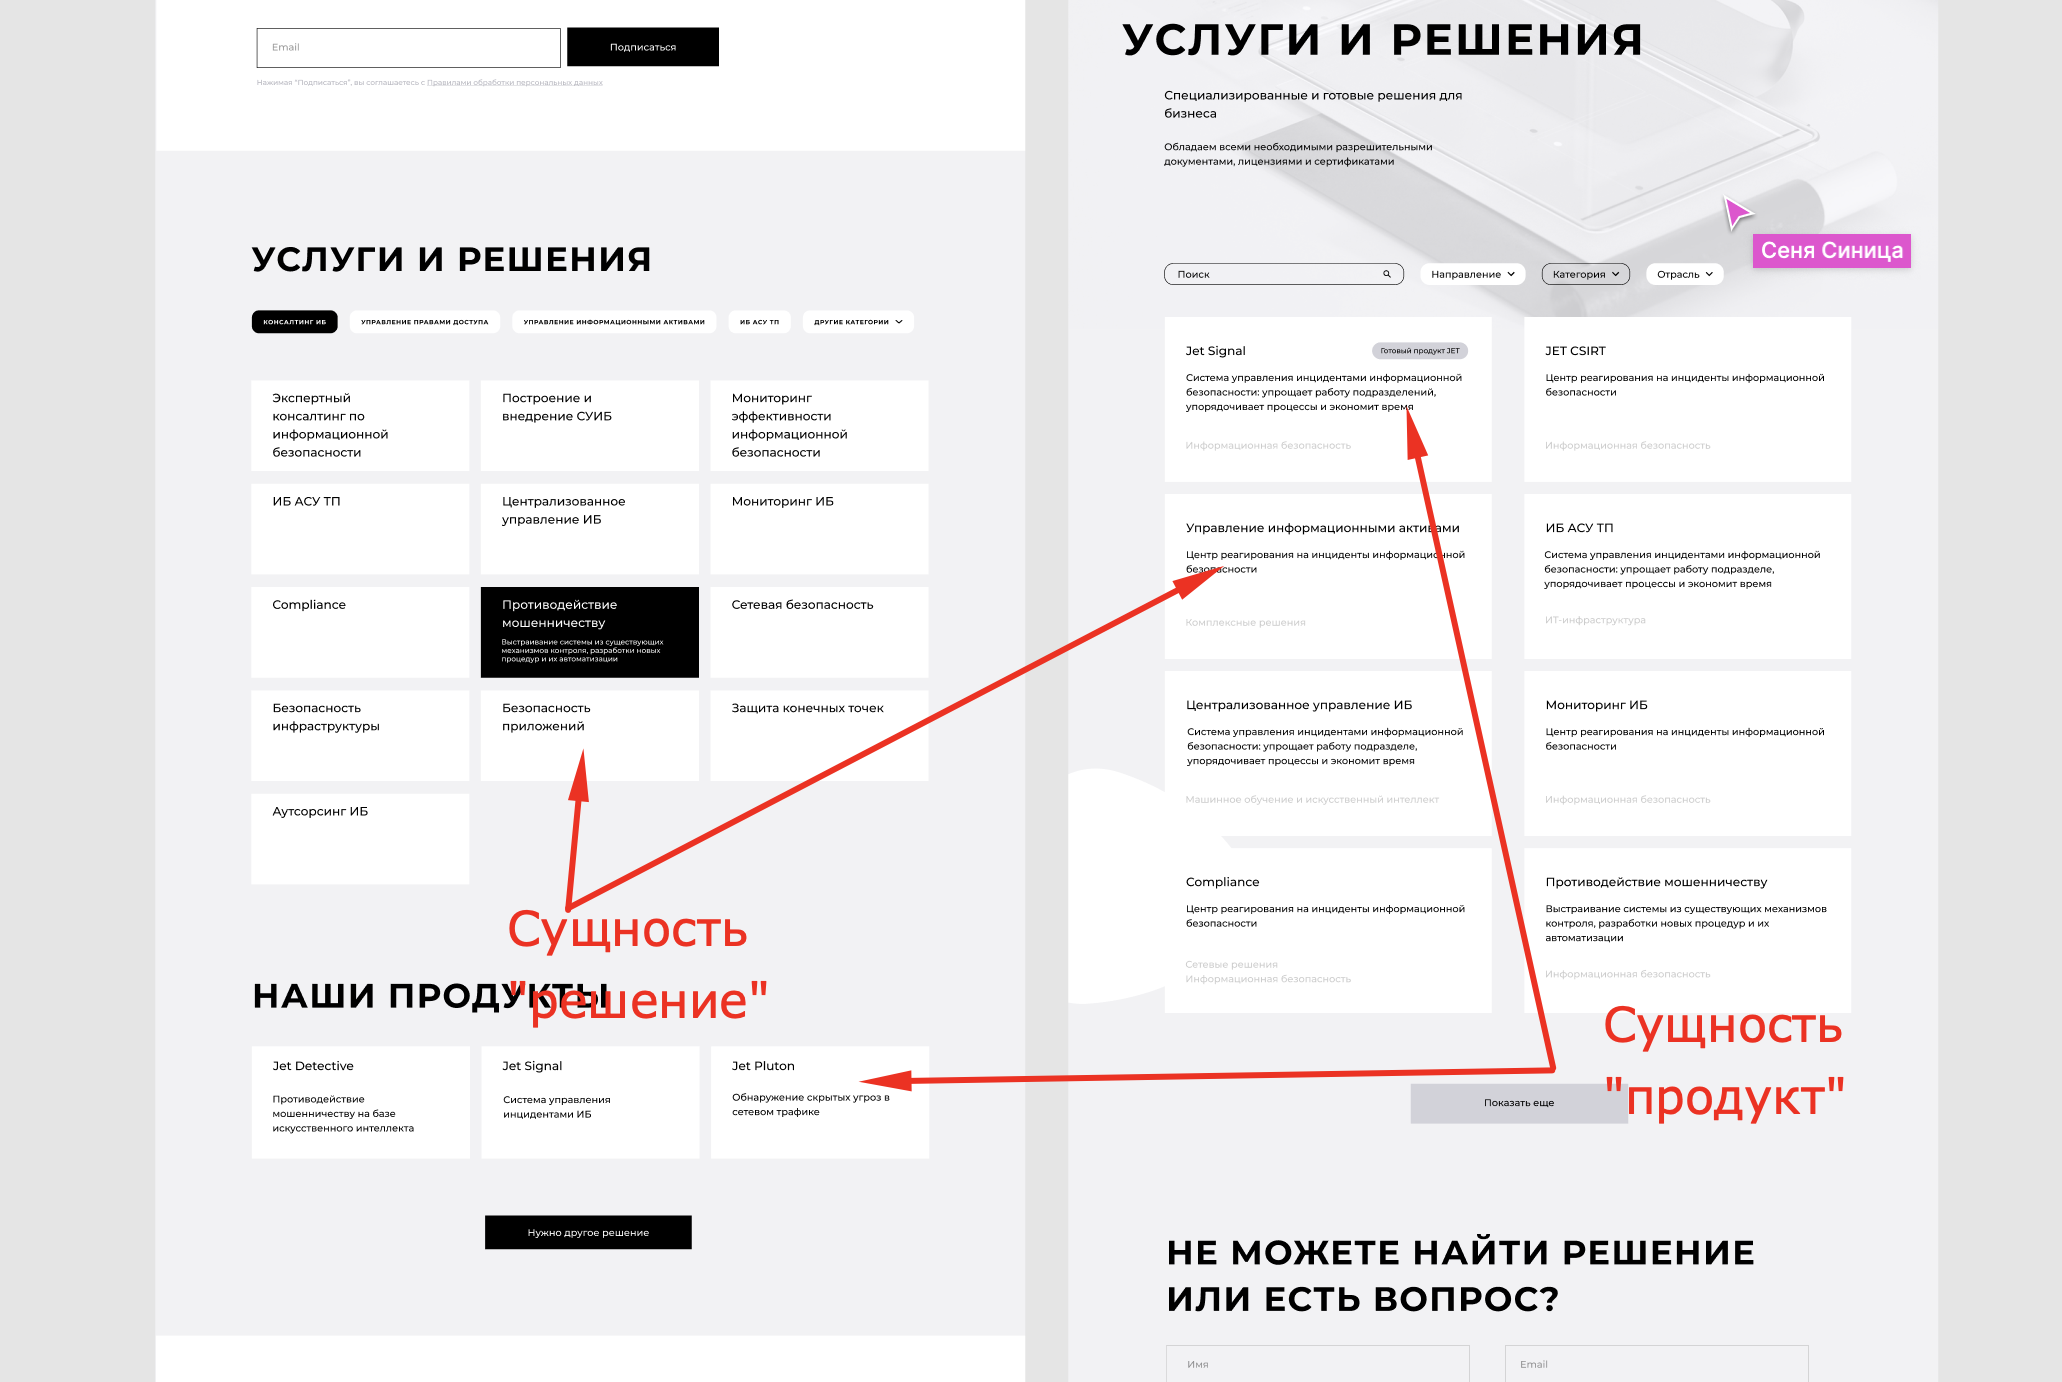 Email
Подписаться
Нажимая "Подписаться", вы соглашаетесь с Правилами обработки персональных данных
УСЛУГИ И РЕШЕНИЯ
КОНСАЛТИНГ ИБ
УПРАВЛЕНИЕ ПРАВАМИ ДОСТУПА
УПРАВЛЕНИЕ ИНФОРМАЦИОННЫМИ АКТИВАМИ
ИБ АСУ ТП
ДРУГИЕ КАТЕГОРИИ
Экспертный
консалтинг по
информационной
безопасности
Построение и
внедрение СУИБ
Мониторинг
эффективности
информационной
безопасности
ИБ АСУ ТП
Централизованное
управление ИБ
Мониторинг ИБ
Compliance
Противодействие
мошенничеству
Выстраивание системы из существующих
механизмов контроля, разработки новых
процедур и их автоматизации
Сетевая безопасность
Безопасность
инфраструктуры
Безопасность
приложений
Защита конечных точек
Аутсорсинг ИБ
Сущность
"решение"
НАШИ ПРОДУКТЫ
Jet Detective
Противодействие
мошенничеству на базе
искусственного интеллекта
Jet Signal
Система управления
инцидентами ИБ
Jet Pluton
Обнаружение скрытых угроз в
сетевом трафике
Нужно другое решение
УСЛУГИ И РЕШЕНИЯ
Специализированные и готовые решения для
бизнеса
Обладаем всеми необходимыми разрешительными
документами, лицензиями и сертификатами
Сеня Синица
Поиск
Направление
Категория
Отрасль
Jet Signal
Готовый продукт JET
Система управления инцидентами информационной
безопасности: упрощает работу подразделений,
упорядочивает процессы и экономит время
Информационная безопасность
JET CSIRT
Центр реагирования на инциденты информационной
безопасности
Информационная безопасность
Управление информационными активами
Центр реагирования на инциденты информационной
безопасности
Комплексные решения
ИБ АСУ ТП
Система управления инцидентами информационной
безопасности: упрощает работу подразделе,
упорядочивает процессы и экономит время
ИТ-инфраструктура
Централизованное управление ИБ
Система управления инцидентами информационной
безопасности: упрощает работу подразделе,
упорядочивает процессы и экономит время
Машинное обучение и искусственный интеллект
Мониторинг ИБ
Центр реагирования на инциденты информационной
безопасности
Информационная безопасность
Compliance
Центр реагирования на инциденты информационной
безопасности
Сетевые решения
Информационная безопасность
Противодействие мошенничеству
Выстраивание системы из существующих механизмов
контроля, разработки новых процедур и их
автоматизации
Информационная безопасность
Сущность
"продукт"
Показать еще
НЕ МОЖЕТЕ НАЙТИ РЕШЕНИЕ
ИЛИ ЕСТЬ ВОПРОС?
Имя
Email